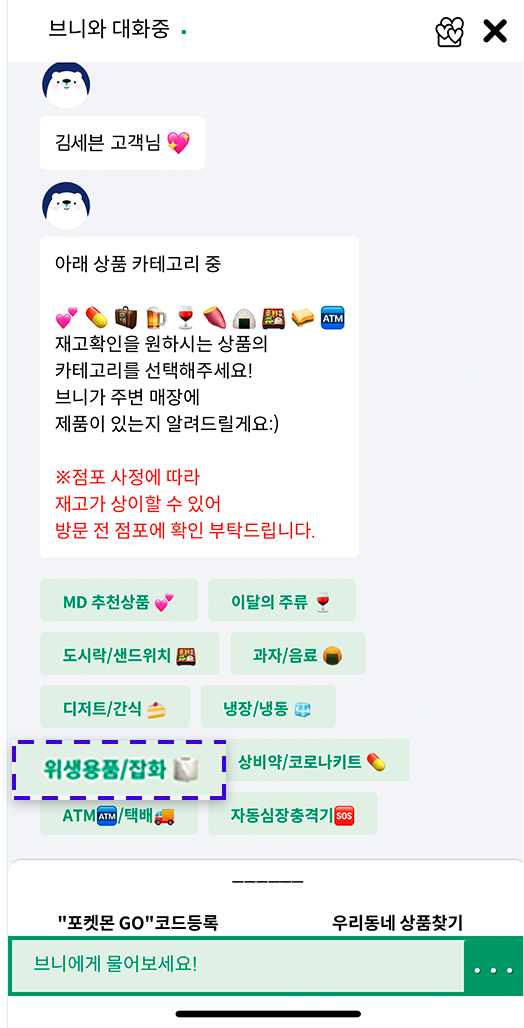 브니와 대화중
김세븐 고객님 💖
아래 상품 카테고리 중
💕 💊 🧳 🍺 🍷 🍠 🍙 🍱 🥪 🏧
재고확인을 원하시는 상품의
카테고리를 선택해주세요!
브니가 주변 매장에
제품이 있는지 알려드릴게요:)
※점포 사정에 따라
재고가 상이할 수 있어
방문 전 점포에 확인 부탁드립니다.
MD 추천상품 💕 이달의 주류 🍷
도시락/샌드위치 🍱 과자/음료 🍘
디저트/간식 🍰 냉장/냉동 🧊
위생용품/잡화 🧻 상비약/코로나키트 💊
ATM🏧/택배🚚 자동심장충격기🆘
"포켓몬 GO"코드등록 우리동네 상품찾기
브니에게 물어보세요! ...